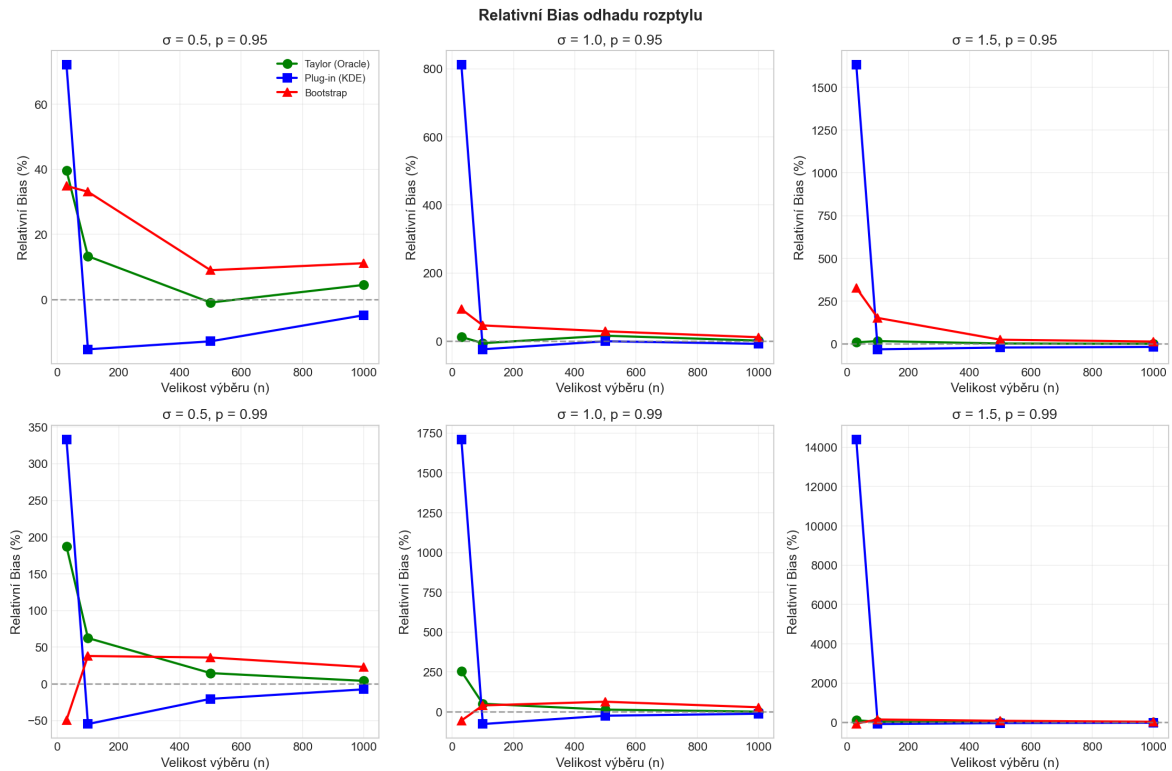 Relativní Bias odhadu rozptylu
σ = 0.5, p = 0.95
Relativní Bias (%)
60
40
20
0
0 200 400 600 800 1000
Velikost výběru (n)
Taylor (Oracle)
Plug-in (KDE)
Bootstrap
σ = 1.0, p = 0.95
Relativní Bias (%)
800
600
400
200
0
0 200 400 600 800 1000
Velikost výběru (n)
σ = 1.5, p = 0.95
Relativní Bias (%)
1500
1250
1000
750
500
250
0
0 200 400 600 800 1000
Velikost výběru (n)
σ = 0.5, p = 0.99
Relativní Bias (%)
350
300
250
200
150
100
50
0
−50
0 200 400 600 800 1000
Velikost výběru (n)
σ = 1.0, p = 0.99
Relativní Bias (%)
1750
1500
1250
1000
750
500
250
0
0 200 400 600 800 1000
Velikost výběru (n)
σ = 1.5, p = 0.99
Relativní Bias (%)
14000
12000
10000
8000
6000
4000
2000
0
0 200 400 600 800 1000
Velikost výběru (n)